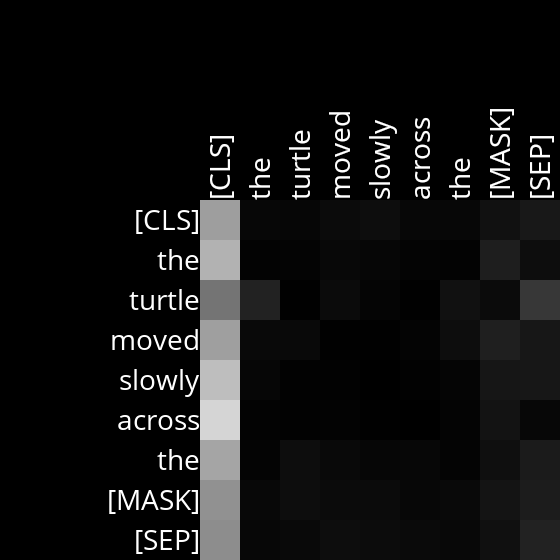 [CLS] the turtle moved slowly across the [MASK] [SEP]
[CLS]
the
turtle
moved
slowly
across
the
[MASK]
[SEP]